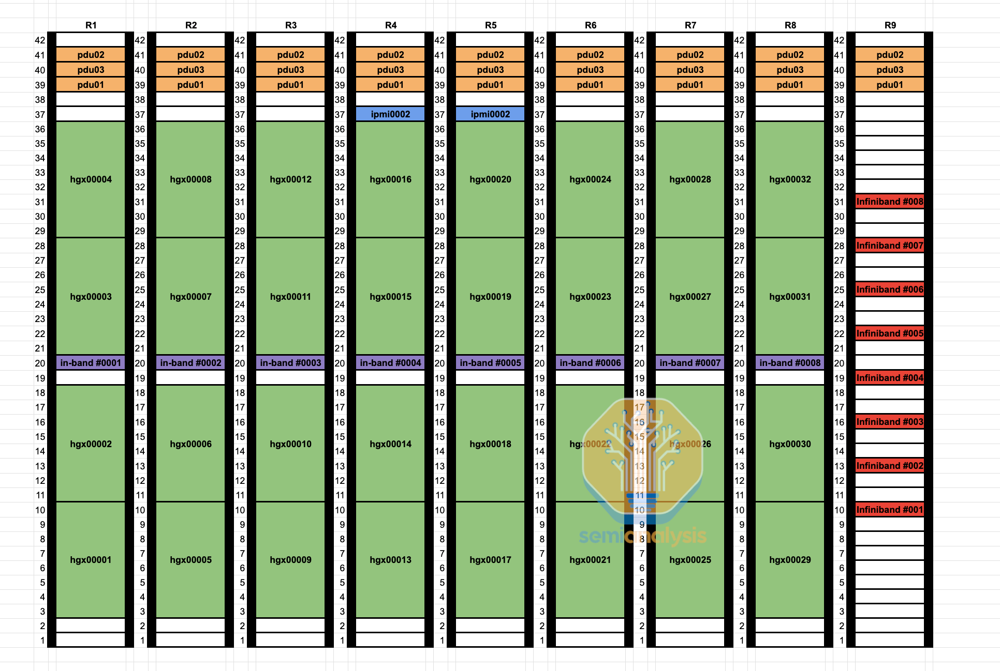 R1 R2 R3 R4 R5 R6 R7 R8 R9
42 42 42 42 42 42 42 42 42
41 pdu02 41 pdu02 41 pdu02 41 pdu02 41 pdu02 41 pdu02 41 pdu02 41 pdu02 41 pdu02
40 pdu03 40 pdu03 40 pdu03 40 pdu03 40 pdu03 40 pdu03 40 pdu03 40 pdu03 40 pdu03
39 pdu01 39 pdu01 39 pdu01 39 pdu01 39 pdu01 39 pdu01 39 pdu01 39 pdu01 39 pdu01
38 38 38 38 38 38 38 38 38
37 37 37 37 ipmi0002 37 ipmi0002 37 37 37 37
36 36 36 36 36 36 36 36 36
35 35 35 35 35 35 35 35 35
34 34 34 34 34 34 34 34 34
33 33 33 33 33 33 33 33 33
hgx00004 hgx00008 hgx00012 hgx00016 hgx00020 hgx00024 hgx00028 hgx00032
32 32 32 32 32 32 32 32 32
31 31 31 31 31 31 31 31 31 Infiniband #008
30 30 30 30 30 30 30 30 30
29 29 29 29 29 29 29 29 29
28 28 28 28 28 28 28 28 28 Infiniband #007
27 27 27 27 27 27 27 27 27
26 26 26 26 26 26 26 26 26
25 25 25 25 25 25 25 25 25 Infiniband #006
hgx00003 hgx00007 hgx00011 hgx00015 hgx00019 hgx00023 hgx00027 hgx00031
24 24 24 24 24 24 24 24 24
23 23 23 23 23 23 23 23 23
22 22 22 22 22 22 22 22 22 Infiniband #005
21 21 21 21 21 21 21 21 21
20 in-band #0001 20 in-band #0002 20 in-band #0003 20 in-band #0004 20 in-band #0005 20 in-band #0006 20 in-band #0007 20 in-band #0008 20
19 19 19 19 19 19 19 19 19 Infiniband #004
18 18 18 18 18 18 18 18 18
17 17 17 17 17 17 17 17 17
16 16 16 16 16 16 16 16 16 Infiniband #003
15 15 15 15 15 15 15 15 15
hgx00002 hgx00006 hgx00010 hgx00014 hgx00018 hgx00022 hgx00026 hgx00030
14 14 14 14 14 14 14 14 14
13 13 13 13 13 13 13 13 13 Infiniband #002
12 12 12 12 12 12 12 12 12
11 11 11 11 11 11 11 11 11
10 10 10 10 10 10 10 10 10 Infiniband #001
9 9 9 9 9 9 9 9 9
semianalysis
8 8 8 8 8 8 8 8 8
7 7 7 7 7 7 7 7 7
hgx00001 hgx00005 hgx00009 hgx00013 hgx00017 hgx00021 hgx00025 hgx00029
6 6 6 6 6 6 6 6 6
5 5 5 5 5 5 5 5 5
4 4 4 4 4 4 4 4 4
3 3 3 3 3 3 3 3 3
2 2 2 2 2 2 2 2 2
1 1 1 1 1 1 1 1 1